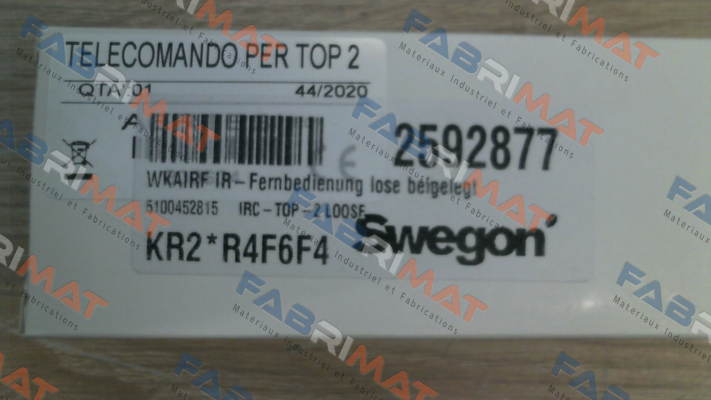 TELECOMANDO PER TOP 2
QTA' 01 44/2020
2592877
WKAIRF IR-Fernbedienung lose beigelegt
5100452815 IRC-TOP-2 LOOSE
Swegon
KR2*R4F6F4
FABRIMAT
Materiaux Industriel et Fabrications